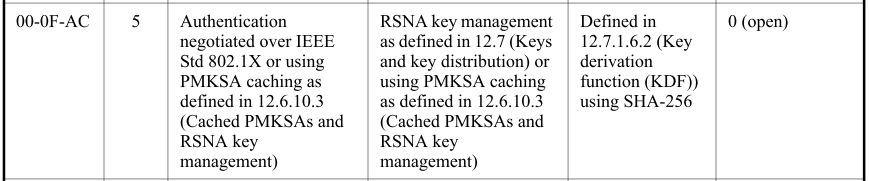 00-0F-AC
5
Authentication
negotiated over IEEE
Std 802.1X or using
PMKSA caching as
defined in 12.6.10.3
(Cached PMKSAs and
RSNA key
management)
RSNA key management
as defined in 12.7 (Keys
and key distribution) or
using PMKSA caching
as defined in 12.6.10.3
(Cached PMKSAs and
RSNA key
management)
Defined in
12.7.1.6.2 (Key
derivation
function (KDF))
using SHA-256
0 (open)